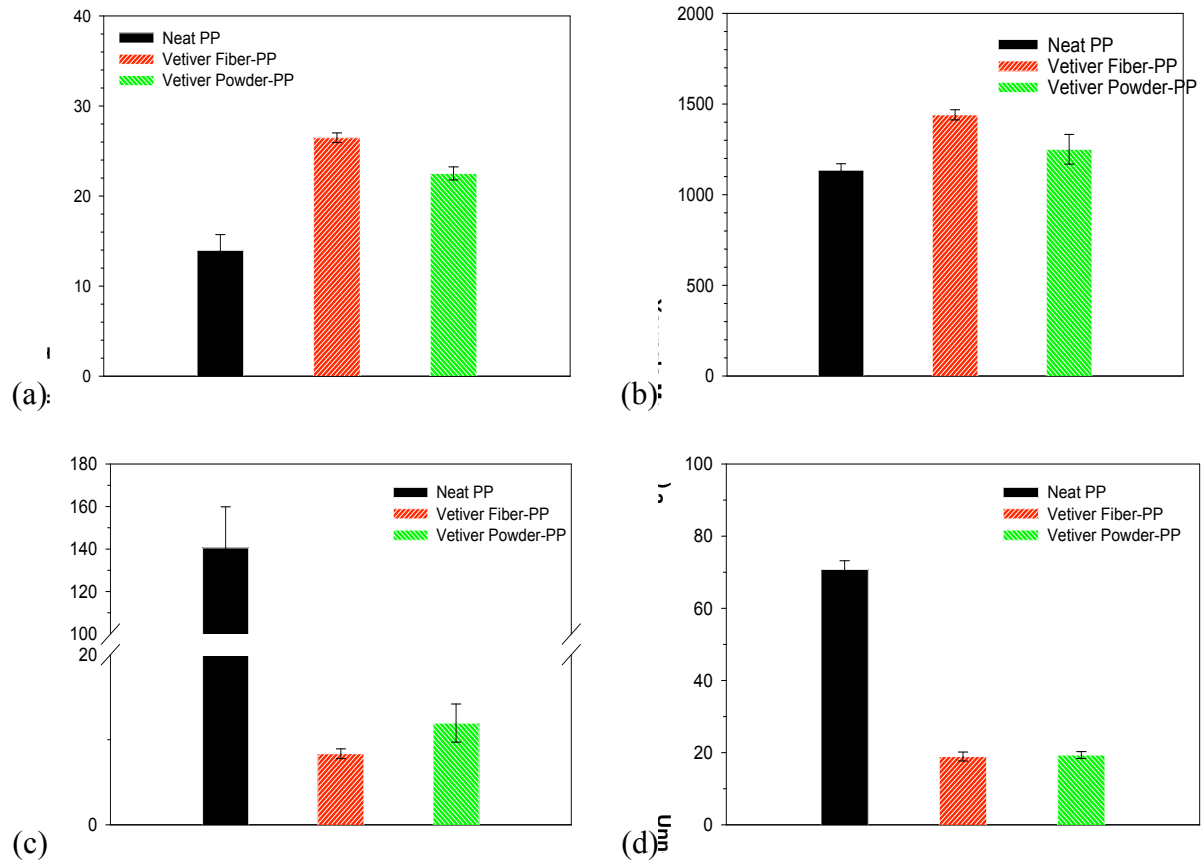 40
30
20
10
0
Neat PP
Vetiver Fiber-PP
Vetiver Powder-PP
(a)
2000
1500
1000
500
0
Neat PP
Vetiver Fiber-PP
Vetiver Powder-PP
(b)
180
160
140
120
100
20
0
Neat PP
Vetiver Fiber-PP
Vetiver Powder-PP
(c)
100
80
60
40
20
0
Neat PP
Vetiver Fiber-PP
Vetiver Powder-PP
(d)